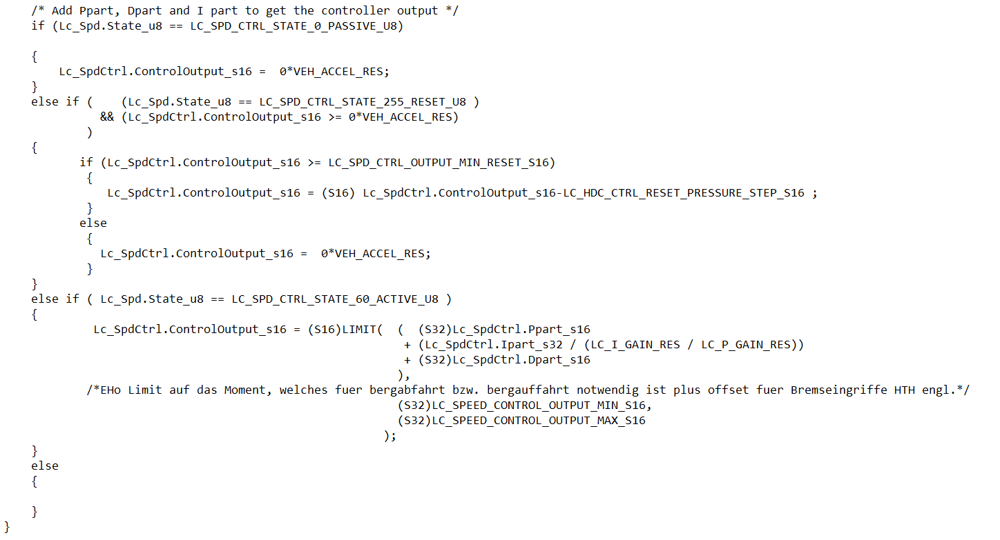 /* Add Ppart, Dpart and I part to get the controller output */
if (Lc_Spd.State_u8 == LC_SPD_CTRL_STATE_0_PASSIVE_U8)
{
Lc_SpdCtrl.ControlOutput_s16 =  0*VEH_ACCEL_RES;
}
else if (    (Lc_Spd.State_u8 == LC_SPD_CTRL_STATE_255_RESET_U8 )
&& (Lc_SpdCtrl.ControlOutput_s16 >= 0*VEH_ACCEL_RES)
)
{
if (Lc_SpdCtrl.ControlOutput_s16 >= LC_SPD_CTRL_OUTPUT_MIN_RESET_S16)
{
Lc_SpdCtrl.ControlOutput_s16 = (S16) Lc_SpdCtrl.ControlOutput_s16-LC_HDC_CTRL_RESET_PRESSURE_STEP_S16 ;
}
else
{
Lc_SpdCtrl.ControlOutput_s16 =  0*VEH_ACCEL_RES;
}
}
else if ( Lc_Spd.State_u8 == LC_SPD_CTRL_STATE_60_ACTIVE_U8 )
{
Lc_SpdCtrl.ControlOutput_s16 = (S16)LIMIT(  (  (S32)Lc_SpdCtrl.Ppart_s16
+ (Lc_SpdCtrl.Ipart_s32 / (LC_I_GAIN_RES / LC_P_GAIN_RES))
+ (S32)Lc_SpdCtrl.Dpart_s16
),
/*EHo Limit auf das Moment, welches fuer bergabfahrt bzw. bergauffahrt notwendig ist plus offset fuer Bremseingriffe HTH engl.*/
(S32)LC_SPEED_CONTROL_OUTPUT_MIN_S16,
(S32)LC_SPEED_CONTROL_OUTPUT_MAX_S16
);
}
else
{
}
}